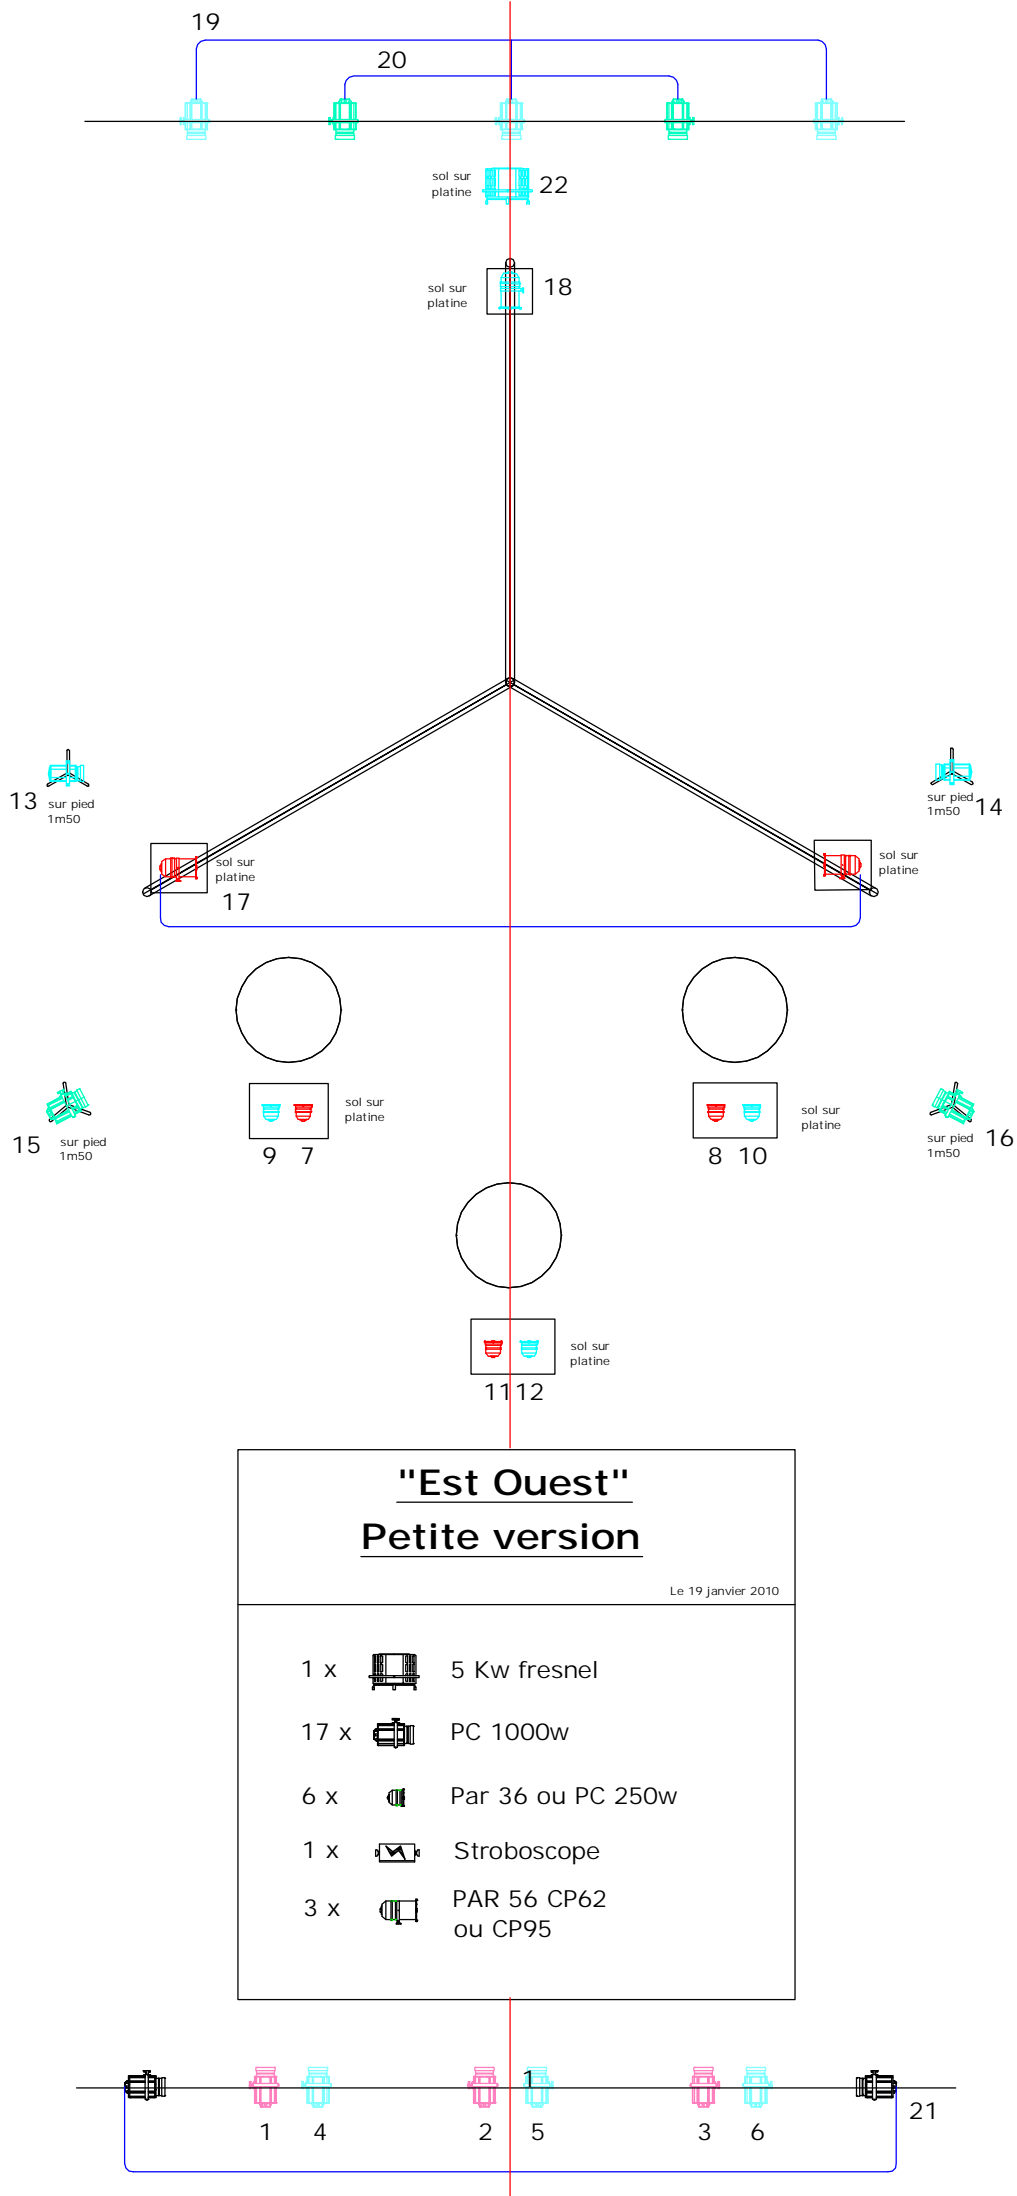 19
20
sol sur
platine
22
sol sur
platine
18
13
sur pied
1m50
sur pied
1m50
14
sol sur
platine
17
sol sur
platine
15
sur pied
1m50
sol sur
platine
9 7
sol sur
platine
8 10
sur pied
1m50
16
sol sur
platine
11 12
"Est Ouest"
Petite version
Le 19 janvier 2010
1 x 5 Kw fresnel
17 x PC 1000w
6 x Par 36 ou PC 250w
1 x Stroboscope
3 x PAR 56 CP62
ou CP95
1
21
1 4 2 5 3 6